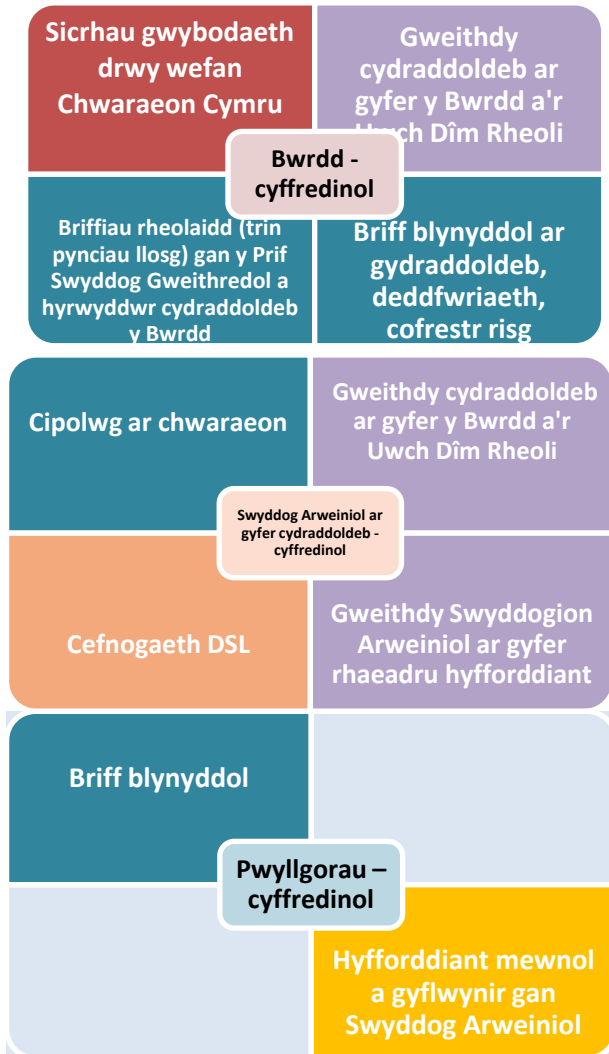 Sicrhau gwybodaeth
drwy wefan
Chwaraeon Cymru
Gweithdy
cydraddoldeb ar
gyfer y Bwrdd a'r
Uwch Dîm Rheoli
Bwrdd -
cyffredinol
Briffiau rheolaidd (trin
pynciau llosg) gan y Prif
Swyddog Gweithredol a
hyrwyddwr cydraddoldeb
y Bwrdd
Briff blynyddol ar
gydraddoldeb,
deddfwriaeth,
cofrestr risg
Cipolwg ar chwaraeon
Gweithdy cydraddoldeb
ar gyfer y Bwrdd a'r
Uwch Dîm Rheoli
Swyddog Arweiniol ar
gyfer cydraddoldeb -
cyffredinol
Cefnogaeth DSL
Gweithdy Swyddogion
Arweiniol ar gyfer
rhaeadru hyfforddiant
Briff blynyddol
Pwyllgorau –
cyffredinol
Hyfforddiant mewnol
a gyflwynir gan
Swyddog Arweiniol